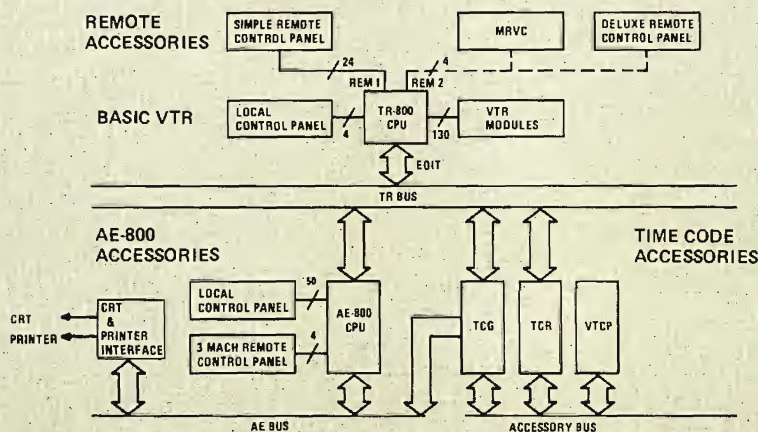 REMOTE
ACCESSORIES
SIMPLE REMOTE
CONTROL PANEL
MRVC
DELUXE REMOTE
CONTROL PANEL
24
4
REM 1
REM 2
BASIC VTR
LOCAL
CONTROL PANEL
4
TR-800
CPU
130
VTR
MODULES
EDIT
TR BUS
AE-800
ACCESSORIES
TIME CODE
ACCESSORIES
LOCAL
CONTROL PANEL
50
AE-800
CPU
TCG
TCR
VTCP
CRT
PRINTER
CRT
&
PRINTER
INTERFACE
3 MACH REMOTE
CONTROL PANEL
4
AE BUS
ACCESSORY BUS